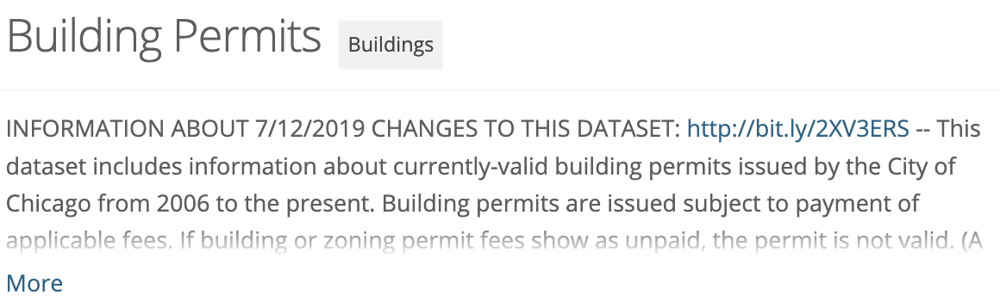 Building Permits Buildings
INFORMATION ABOUT 7/12/2019 CHANGES TO THIS DATASET: http://bit.ly/2XV3ERS -- This
dataset includes information about currently-valid building permits issued by the City of
Chicago from 2006 to the present. Building permits are issued subject to payment of
applicable fees. If building or zoning permit fees show as unpaid, the permit is not valid. (A
More